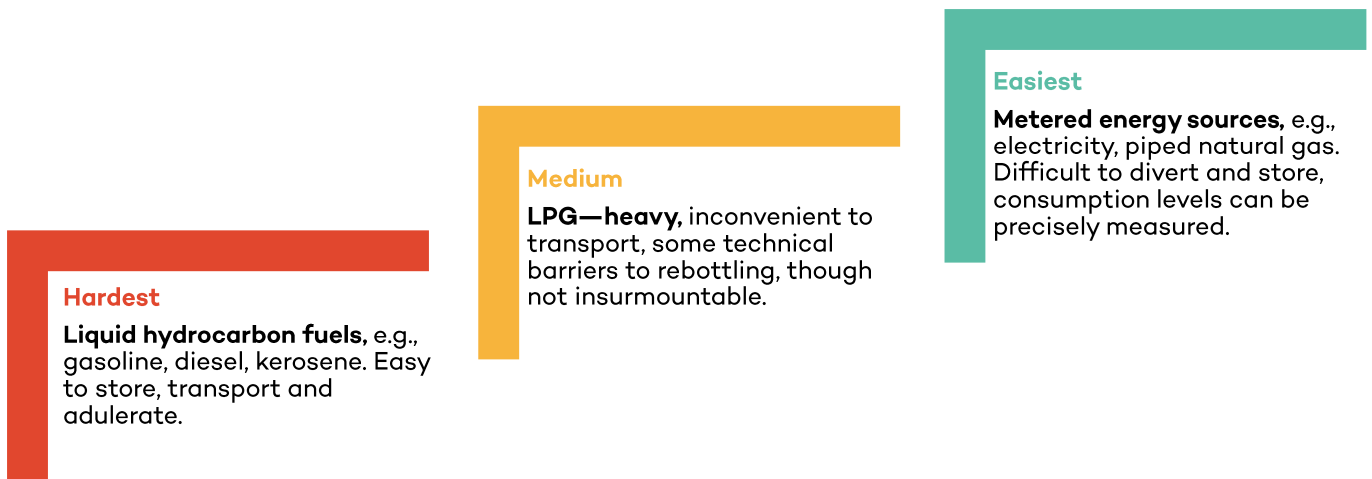 Hardest
Liquid hydrocarbon fuels, e.g.,
gasoline, diesel, kerosene. Easy
to store, transport and
adulerate.
Medium
LPG—heavy, inconvenient to
transport, some technical
barriers to rebottling, though
not insurmountable.
Easiest
Metered energy sources, e.g.,
electricity, piped natural gas.
Difficult to divert and store,
consumption levels can be
precisely measured.